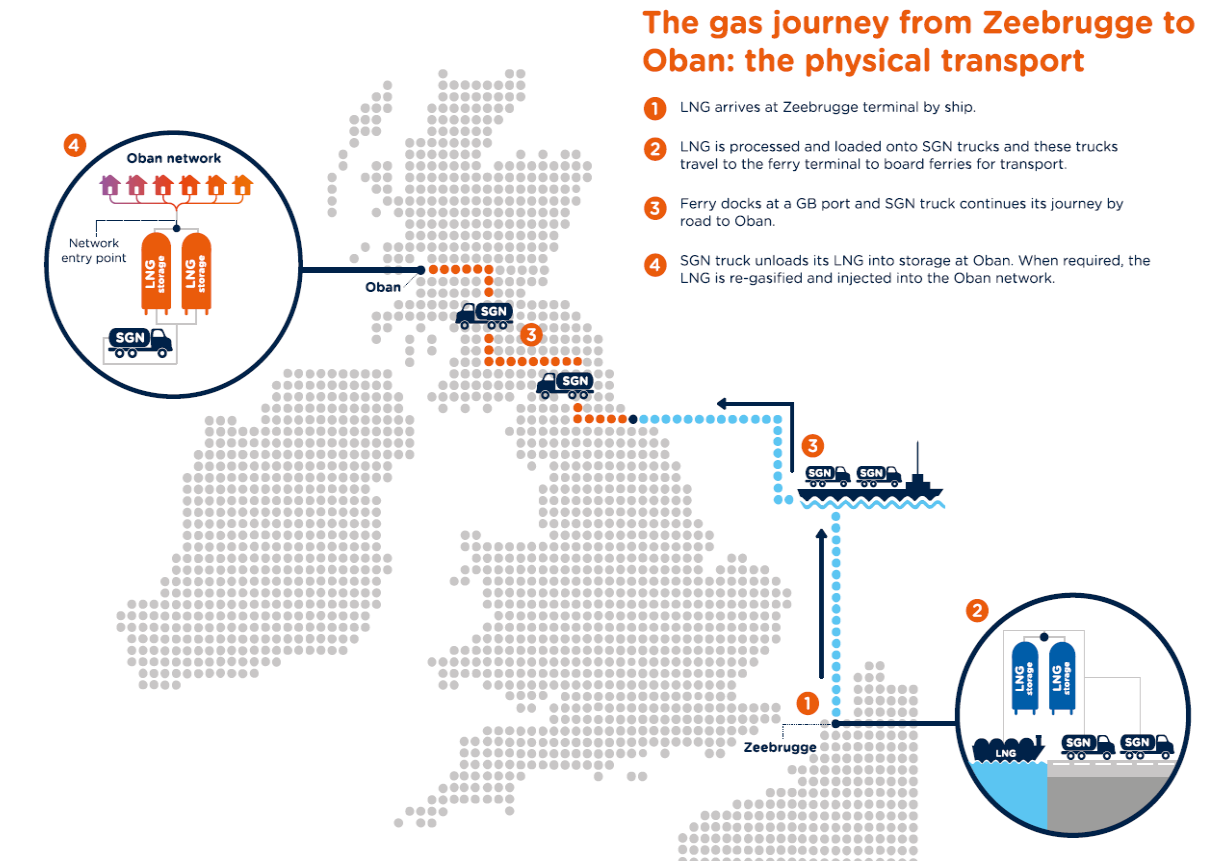 The gas journey from Zeebrugge to
Oban: the physical transport
1 LNG arrives at Zeebrugge terminal by ship.
2 LNG is processed and loaded onto SGN trucks and these trucks
travel to the ferry terminal to board ferries for transport.
3 Ferry docks at a GB port and SGN truck continues its journey by
road to Oban.
4 SGN truck unloads its LNG into storage at Oban. When required, the
LNG is re-gasified and injected into the Oban network.
4
Oban network
Network
entry point
LNG
storage
LNG
storage
SGN
Oban
SGN
3
SGN
3
SGN
SGN
2
LNG
storage
LNG
storage
LNG
SGN
SGN
1
Zeebrugge